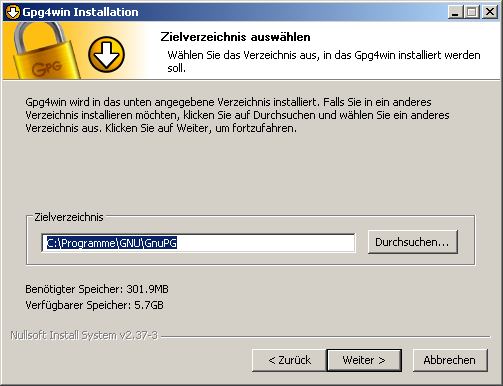 Gpg4win Installation
Zielverzeichnis auswählen
Wählen Sie das Verzeichnis aus, in das Gpg4win installiert werden
soll.
GPG
Gpg4win wird in das unten angegebene Verzeichnis installiert. Falls Sie in ein anderes
Verzeichnis installieren möchten, klicken Sie auf Durchsuchen und wählen Sie ein anderes
Verzeichnis aus. Klicken Sie auf Weiter, um fortzufahren.
Zielverzeichnis
C:\Programme\GNU\GnuPG
Durchsuchen...
Benötigter Speicher: 301.9MB
Verfügbarer Speicher: 5.7GB
Nullsoft Install System v2.37-3
< Zurück
Weiter >
Abbrechen